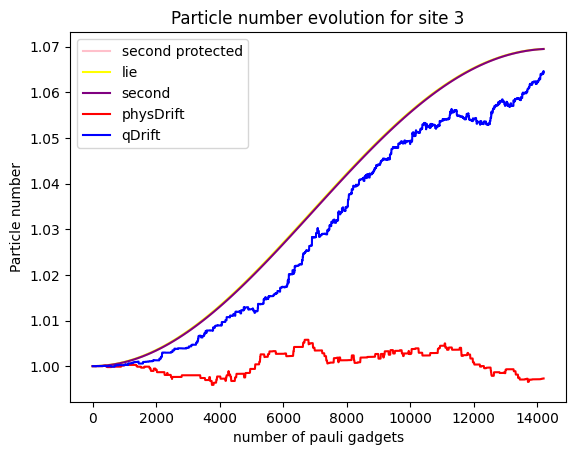 Particle number evolution for site 3
second protected
lie
second
physDrift
qDrift
Particle number
1.07
1.06
1.05
1.04
1.03
1.02
1.01
1.00
0 2000 4000 6000 8000 10000 12000 14000
number of pauli gadgets